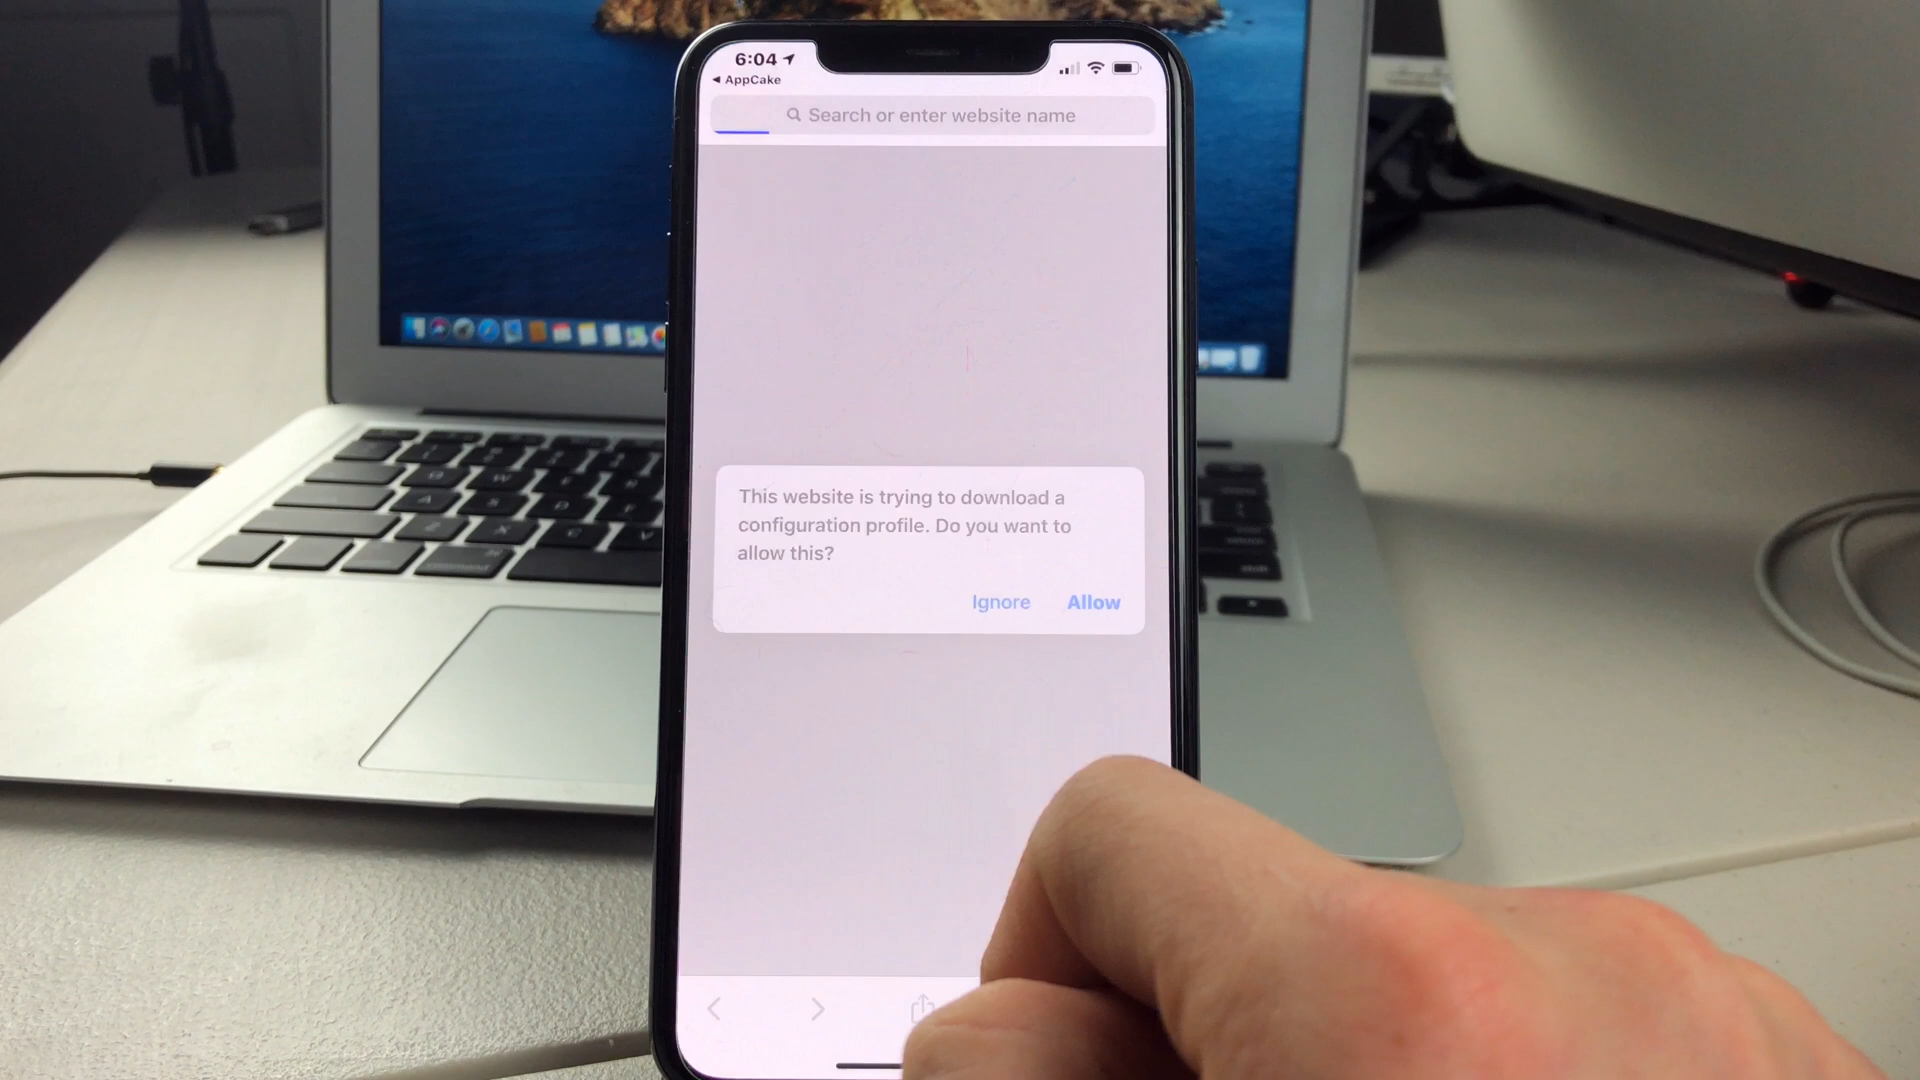 6:04
AppCake
Search or enter website name
This website is trying to download a
configuration profile. Do you want to
allow this?
Ignore Allow
W
A S D
Z X C V
command